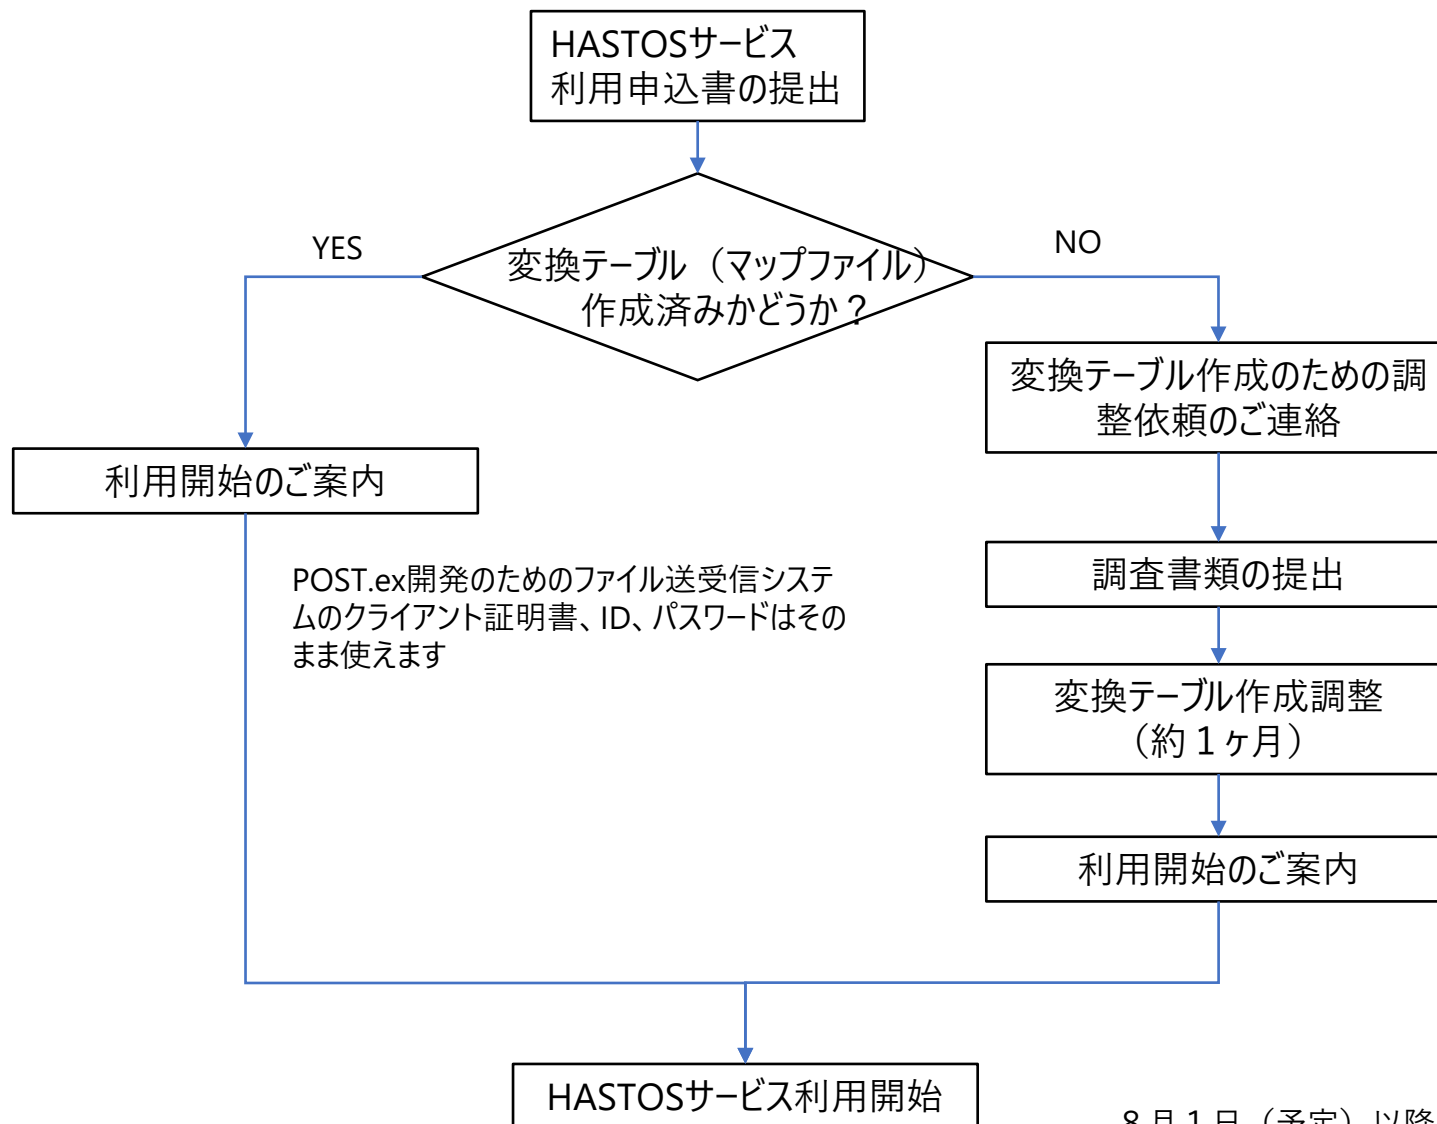 HASTOSサービス
利用申込書の提出
YES
NO
変換テーブル（マップファイル）
作成済みかどうか？
変換テーブル作成のための調
整依頼のご連絡
利用開始のご案内
調査書類の提出
POST.ex開発のためのファイル送受信システ
ムのクライアント証明書、ID、パスワードはその
まま使えます
変換テーブル作成調整
（約１ヶ月）
利用開始のご案内
HASTOSサービス利用開始
８月１日（予定）以降